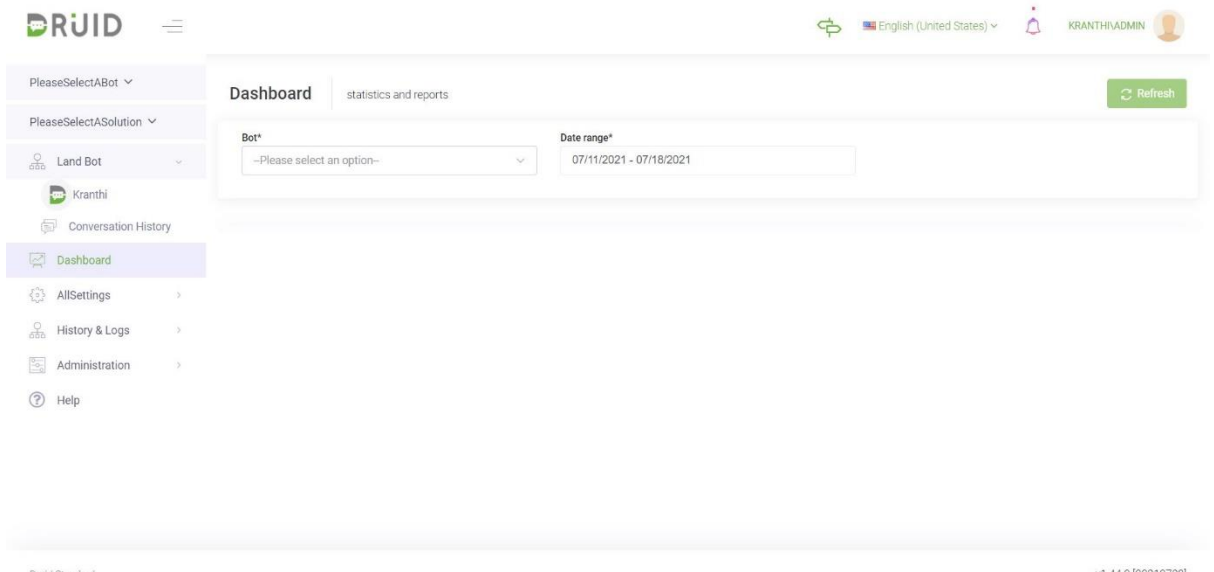 DRUID
English (United States)
KRANTHI\ADMIN
PleaseSelectABot
PleaseSelectASolution
Land Bot
Kranthi
Conversation History
Dashboard
AllSettings
History & Logs
Administration
Help
Dashboard
statistics and reports
Refresh
Bot*
Date range*
--Please select an option--
07/11/2021 - 07/18/2021